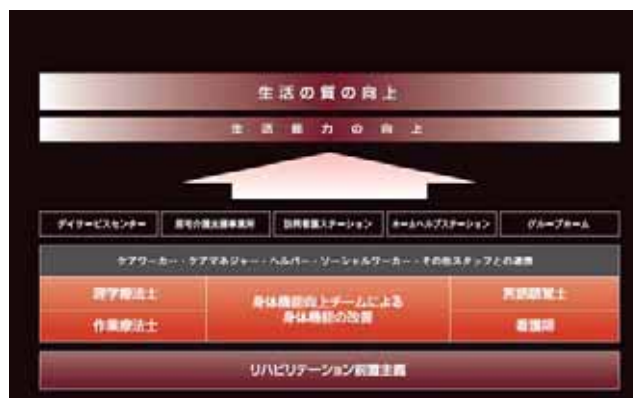 生活の質の向上
生活能力の向上
デイサービスセンター
居宅介護支援事業所
訪問看護ステーション
ホームヘルプステーション
グループホーム
ケアワーカー・ケアマネジャー・ヘルパー・ソーシャルワーカー・その他スタッフとの連携
理学療法士
身体機能向上チームによる
身体機能の改善
言語聴覚士
作業療法士
看護師
リハビリテーション前置主義